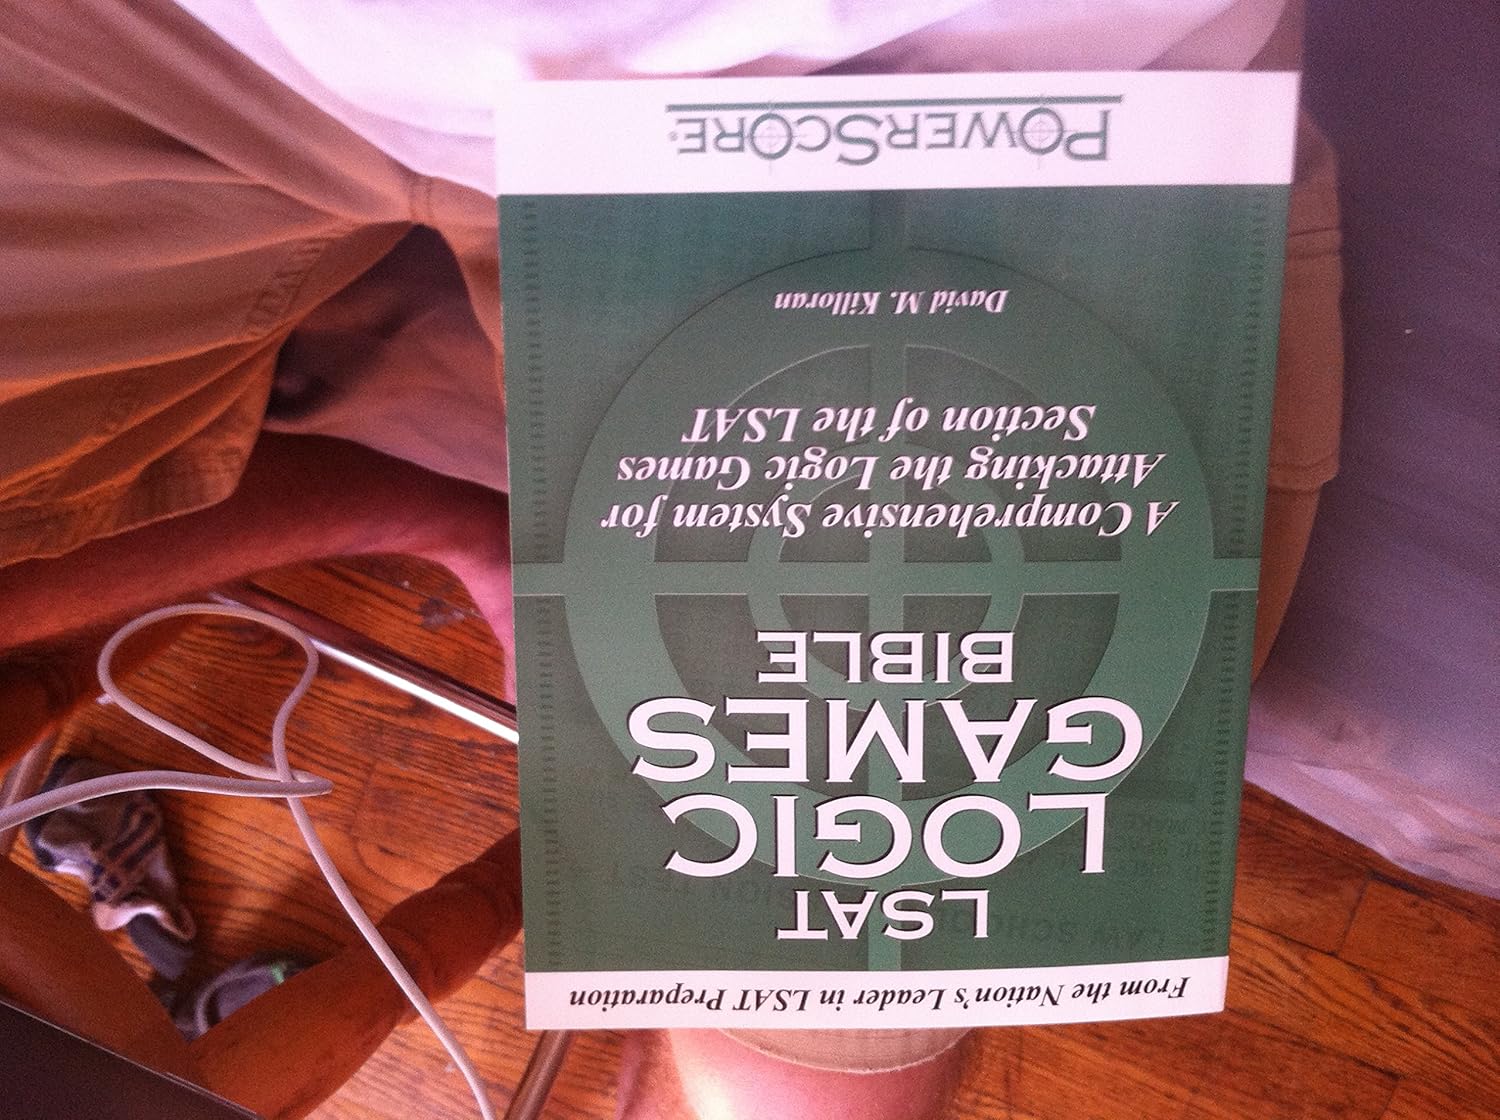 From the Nation's Leader in LSAT Preparation
LSAT
LOGIC
GAMES
BIBLE
A Comprehensive System for
Attacking the Logic Games
Section of the LSAT
David M. Killoran
POWERSCORE®